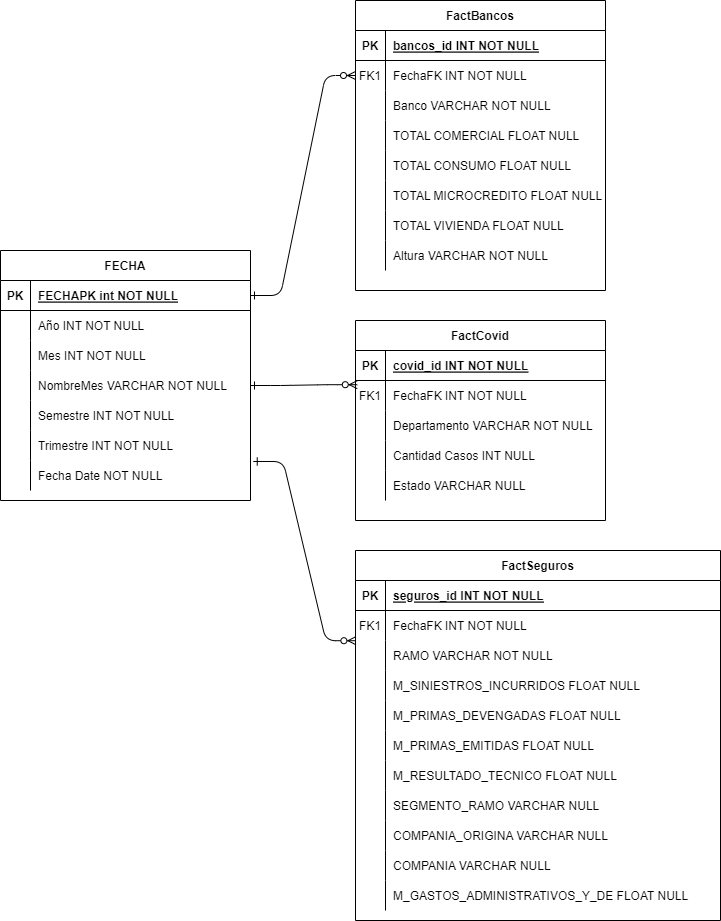 FECHA
PK FECHAPK int NOT NULL
Año INT NOT NULL
Mes INT NOT NULL
NombreMes VARCHAR NOT NULL
Semestre INT NOT NULL
Trimestre INT NOT NULL
Fecha Date NOT NULL
FactBancos
PK bancos_id INT NOT NULL
FK1 FechaFK INT NOT NULL
Banco VARCHAR NOT NULL
TOTAL COMERCIAL FLOAT NULL
TOTAL CONSUMO FLOAT NULL
TOTAL MICROCREDITO FLOAT NULL
TOTAL VIVIENDA FLOAT NULL
Altura VARCHAR NOT NULL
FactCovid
PK covid_id INT NOT NULL
FK1 FechaFK INT NOT NULL
Departamento VARCHAR NOT NULL
Cantidad Casos INT NULL
Estado VARCHAR NULL
FactSeguros
PK seguros_id INT NOT NULL
FK1 FechaFK INT NOT NULL
RAMO VARCHAR NOT NULL
M_SINIESTROS_INCURRIDOS FLOAT NULL
M_PRIMAS_DEVENGADAS FLOAT NULL
M_PRIMAS_EMITIDAS FLOAT NULL
M_RESULTADO_TECNICO FLOAT NULL
SEGMENTO_RAMO VARCHAR NULL
COMPANIA_ORIGINA VARCHAR NULL
COMPANIA VARCHAR NULL
M_GASTOS_ADMINISTRATIVOS_Y_DE FLOAT NULL